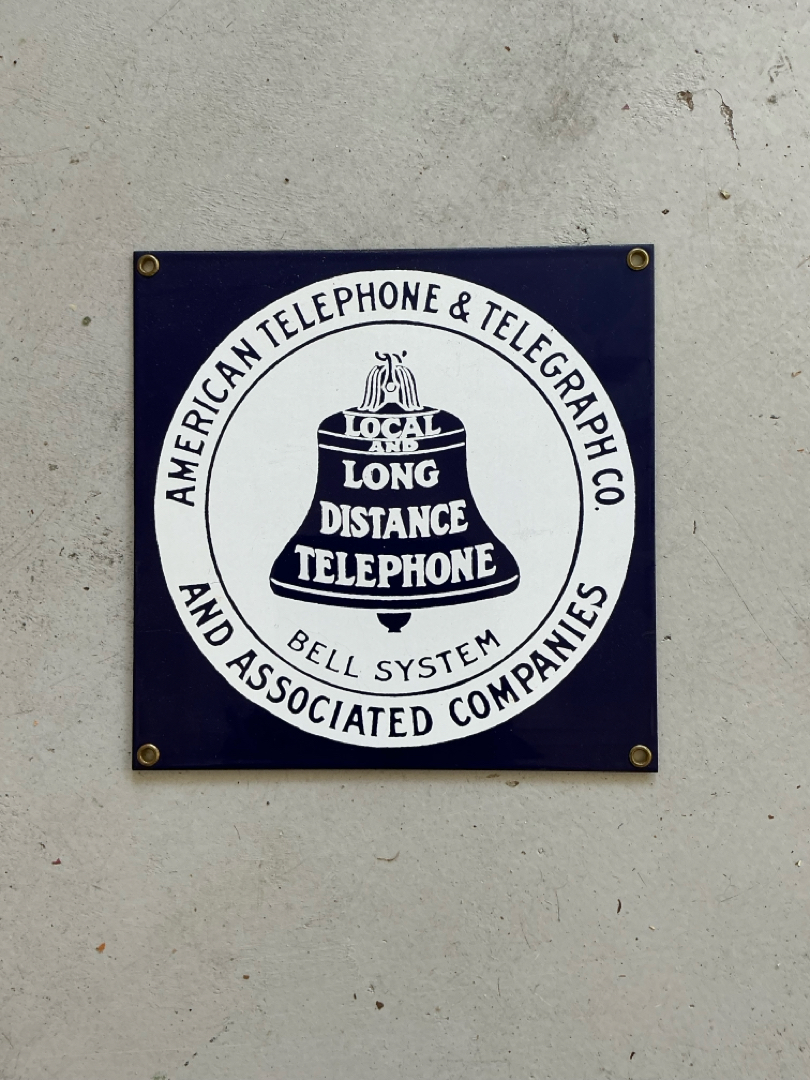 AMERICAN TELEPHONE & TELEGRAPH CO.
LOCAL
AND
LONG
DISTANCE
TELEPHONE
BELL SYSTEM
AND ASSOCIATED COMPANIES